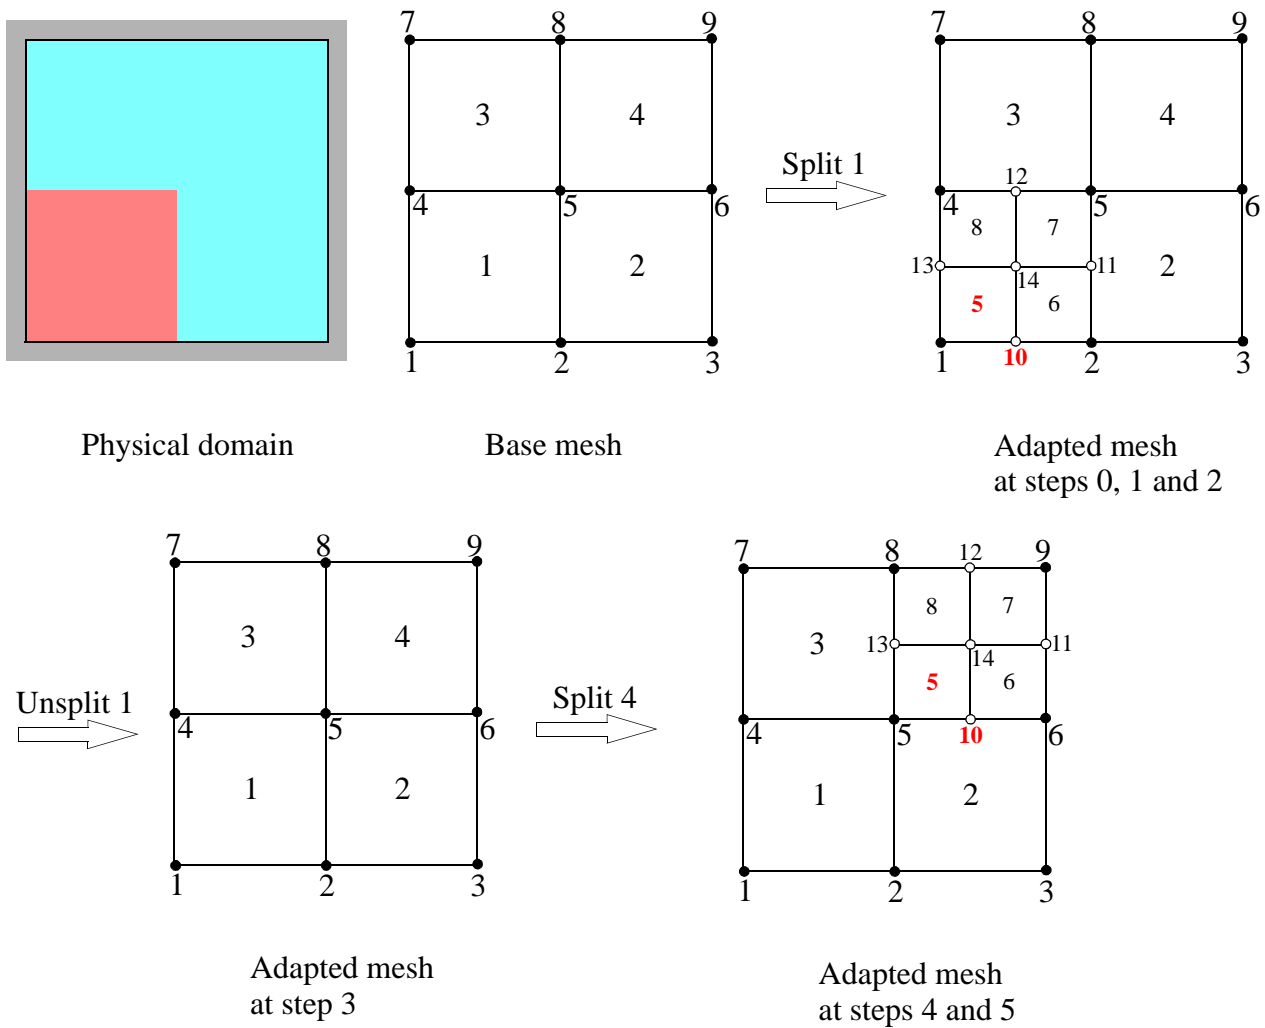 7 8 9
3 4
4 5 6
1 2
1 2 3
Split 1
7 8 9
3 4
12
4 5 6
8 7
13 11 2
14
5 6
1 10 2 3
Physical domain
Base mesh
Adapted mesh
at steps 0, 1 and 2
Unsplit 1
7 8 9
3 4
4 5 6
1 2
1 2 3
Split 4
7 8 12 9
8 7
3 13 11
14
5 6
4 5 10 6
1 2
1 2 3
Adapted mesh
at step 3
Adapted mesh
at steps 4 and 5